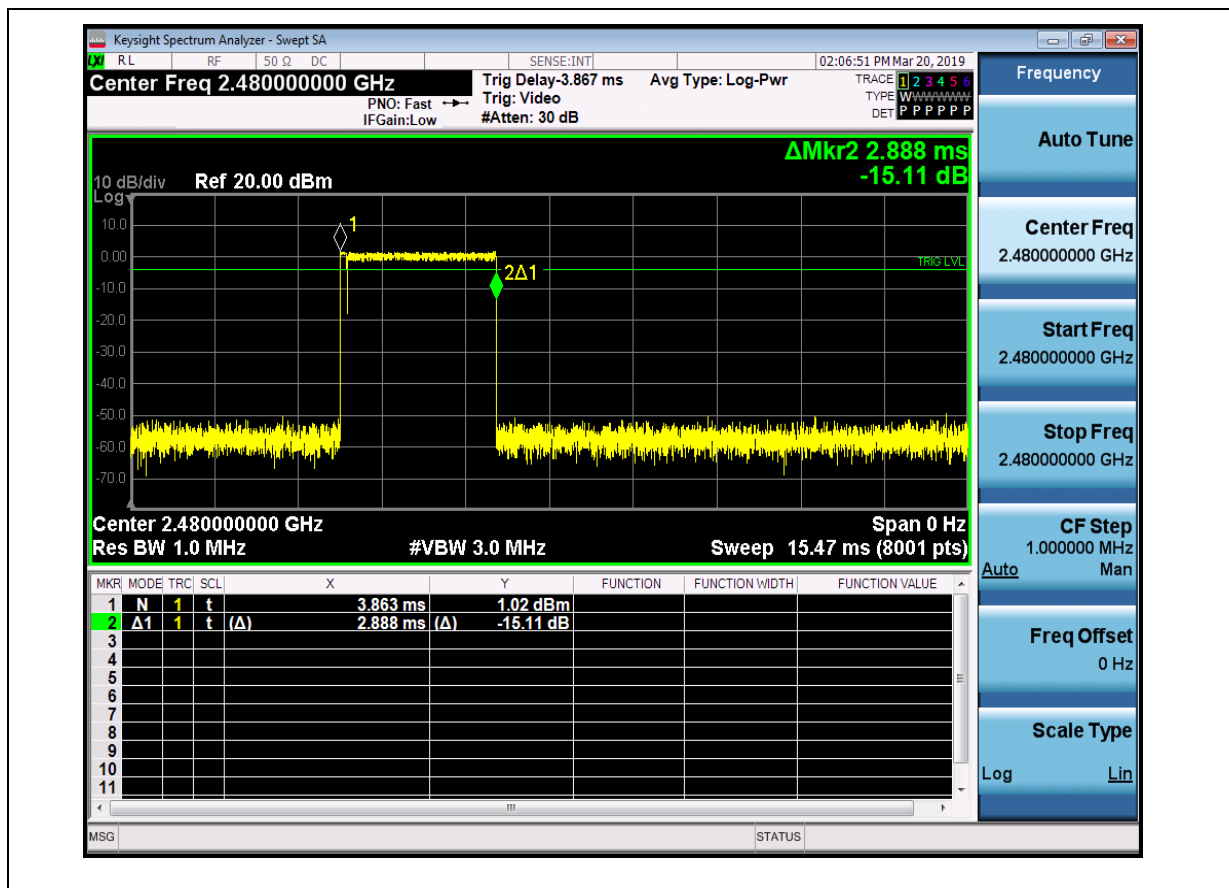 Keysight Spectrum Analyzer - Swept SA
LXI RL RF 50 Ω DC SENSE:INT 02:06:51 PM Mar 20, 2019
Center Freq 2.480000000 GHz Trig Delay-3.867 ms Avg Type: Log-Pwr TRACE 1 2 3 4 5 6
PNO: Fast Trig: Video TYPE WWWWWW
IFGain:Low #Atten: 30 dB DET P P P P P P
ΔMkr2 2.888 ms
-15.11 dB
10 dB/div Ref 20.00 dBm
Log
10.0
0.00
-10.0
-20.0
-30.0
-40.0
-50.0
-60.0
-70.0
1
2Δ1
TRIG LVL
Center 2.480000000 GHz Span 0 Hz
Res BW 1.0 MHz #VBW 3.0 MHz Sweep 15.47 ms (8001 pts)
MKR MODE TRC SCL X Y FUNCTION FUNCTION WIDTH FUNCTION VALUE
1 N 1 t 3.863 ms 1.02 dBm
2 Δ1 1 t (Δ) 2.888 ms (Δ) -15.11 dB
3
4
5
6
7
8
9
10
11
MSG STATUS
Frequency
Auto Tune
Center Freq
2.480000000 GHz
Start Freq
2.480000000 GHz
Stop Freq
2.480000000 GHz
CF Step
1.000000 MHz
Auto Man
Freq Offset
0 Hz
Scale Type
Log Lin